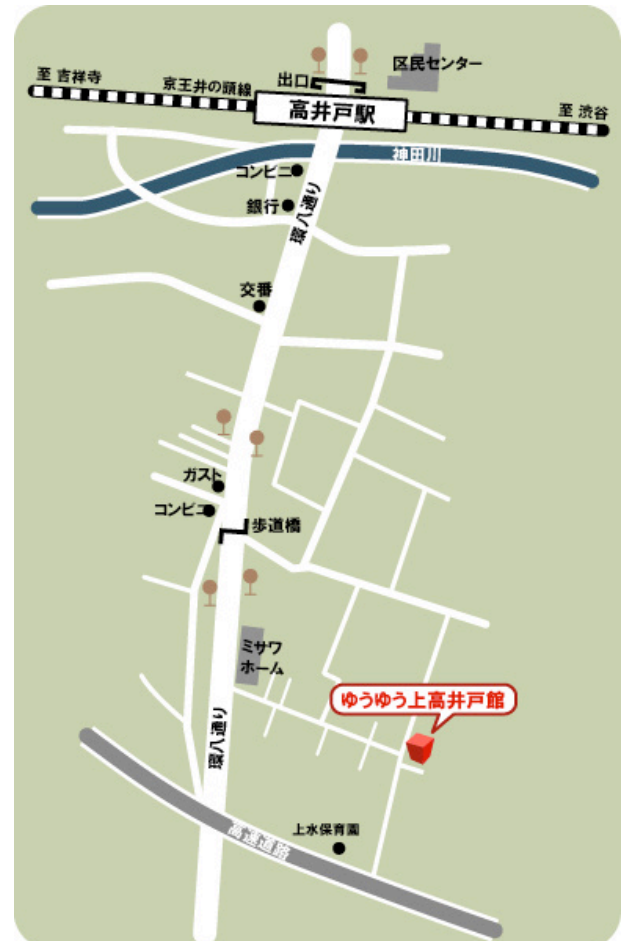 区民センター
至 吉祥寺
京王井の頭線
出口
高井戸駅
至 渋谷
神田川
コンビニ
銀行
環八通り
交番
ガスト
コンビニ
歩道橋
ミサワ
ホーム
ゆうゆう上高井戸館
環八通り
高速道路
上水保育園